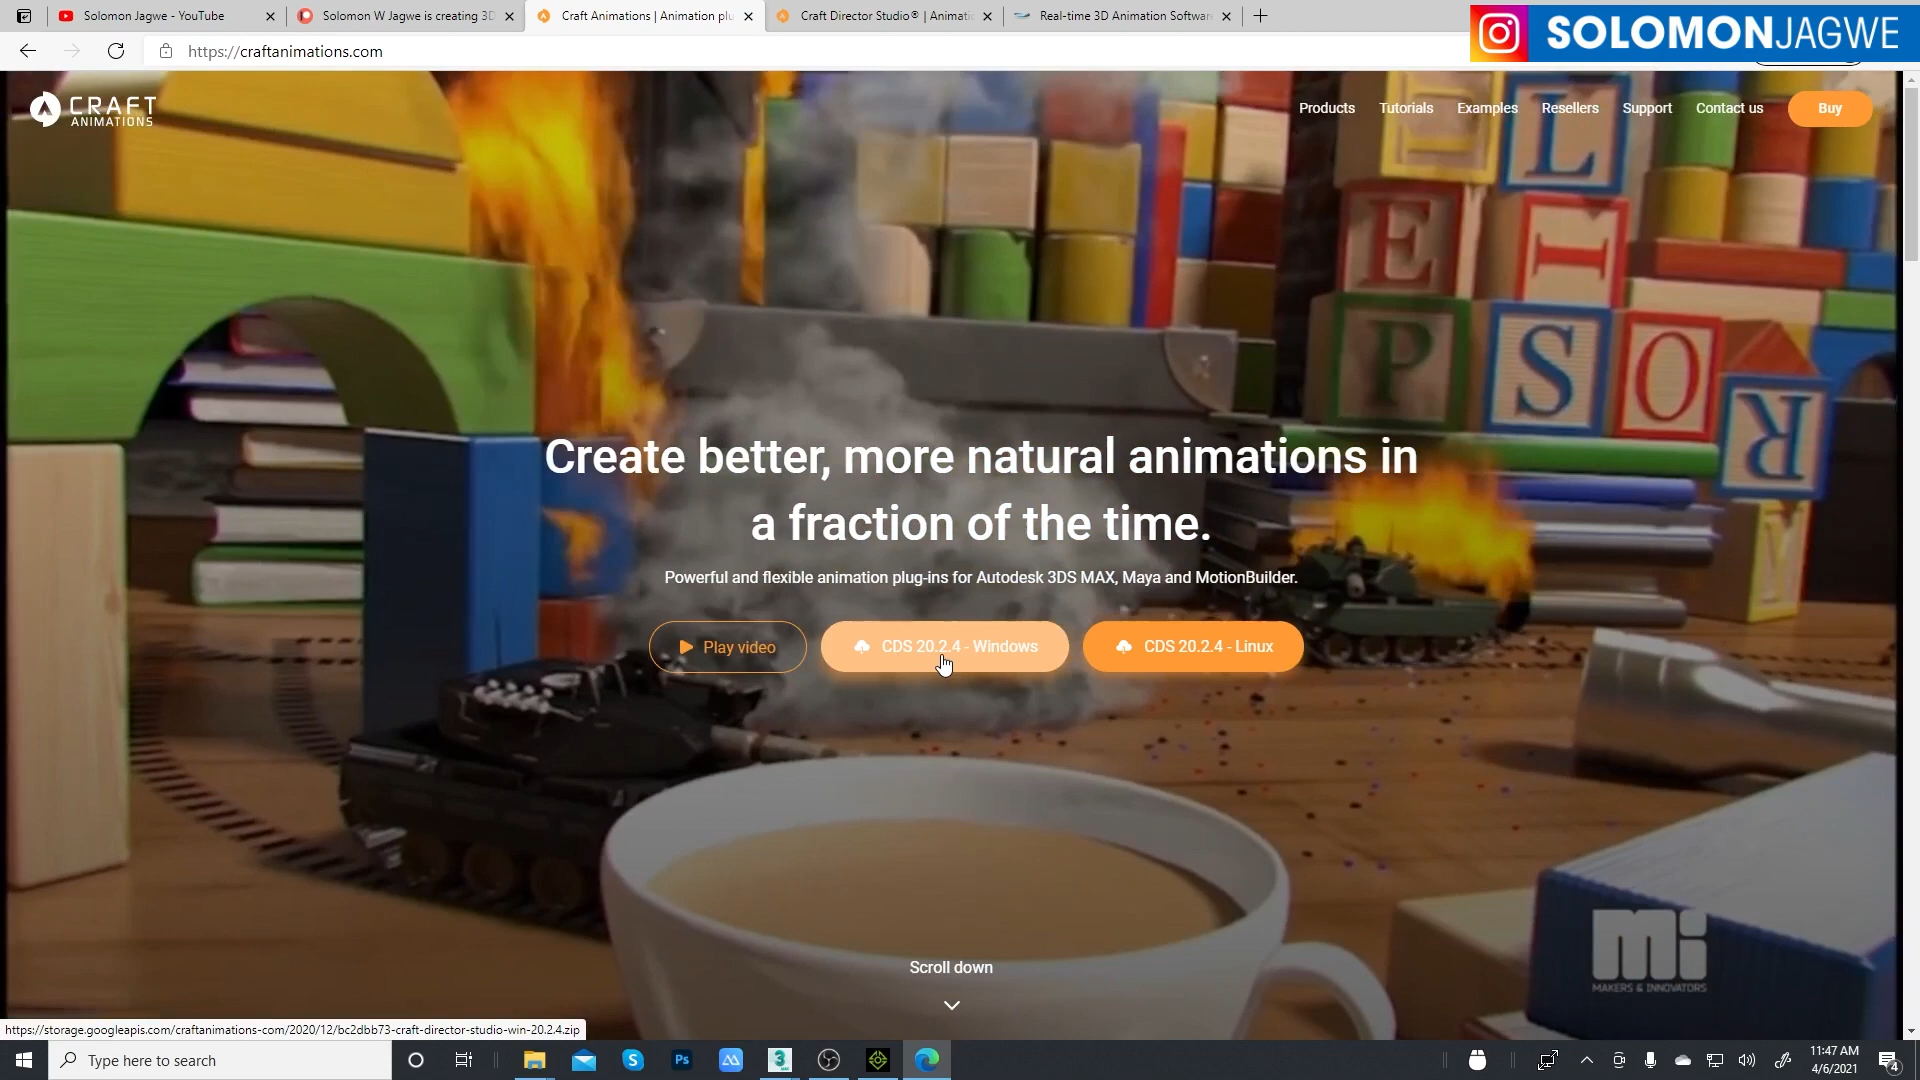 Solomon Jagwe - YouTube
Solomon W Jagwe is creating 3D
Craft Animations | Animation plu
Craft Director Studio® | Animati
Real-time 3D Animation Software
https://craftanimations.com
SOLOMONJAGWE
CRAFT
ANIMATIONS
Products Tutorials Examples Resellers Support Contact us Buy
L
E H
P S O R
Create better, more natural animations in
a fraction of the time.
Powerful and flexible animation plug-ins for Autodesk 3DS MAX, Maya and MotionBuilder.
Play video
CDS 20.2.4 - Windows
CDS 20.2.4 - Linux
Scroll down
mi
MAKERS & INNOVATORS
https://storage.googleapis.com/craftanimations-com/2020/12/bc2dbb73-craft-director-studio-win-20.2.4.zip
Type here to search
Ps
3
11:47 AM
4/6/2021
4